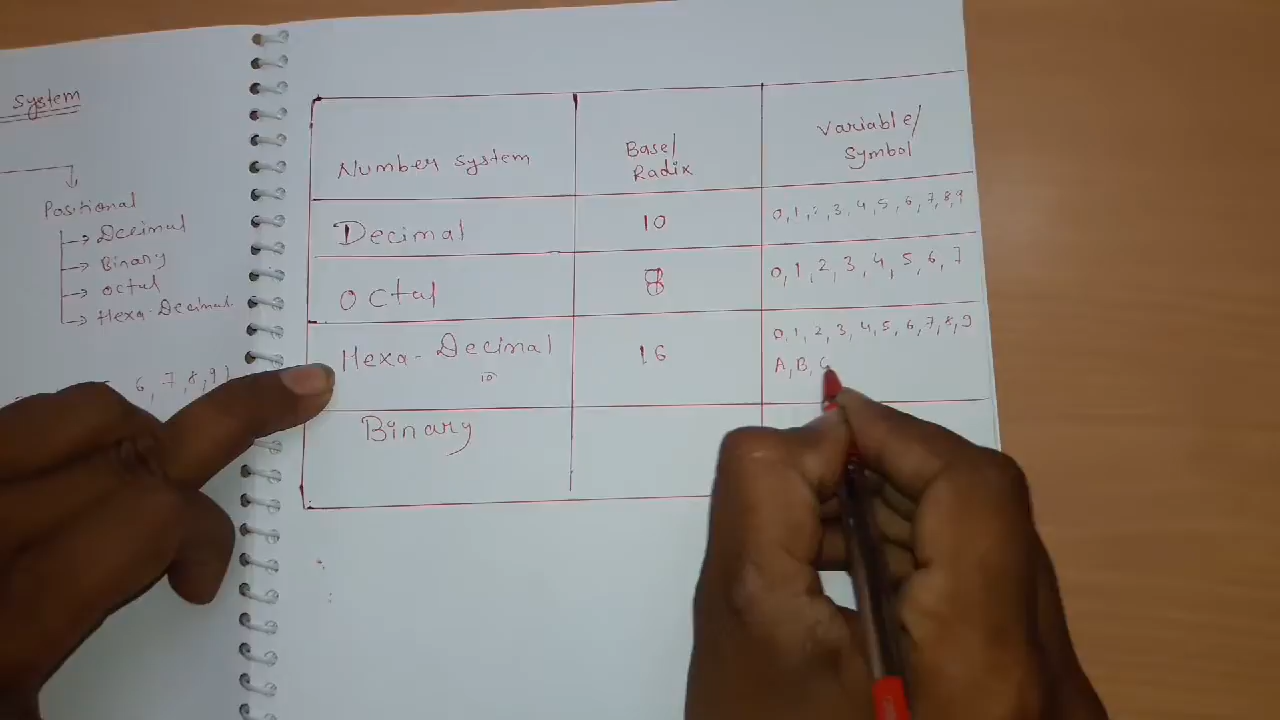 System
Positional
Decimal
Binary
octal
Hexa-Decimal
6, 7, 8, 9}
Number system
Base/
Radix
Variable/
Symbol
Decimal
10
0, 1, 2, 3, 4, 5, 6, 7, 8, 9
Octal
8
0, 1, 2, 3, 4, 5, 6, 7
Hexa-Decimal
10
16
0, 1, 2, 3, 4, 5, 6, 7, 8, 9
A, B, C
Binary